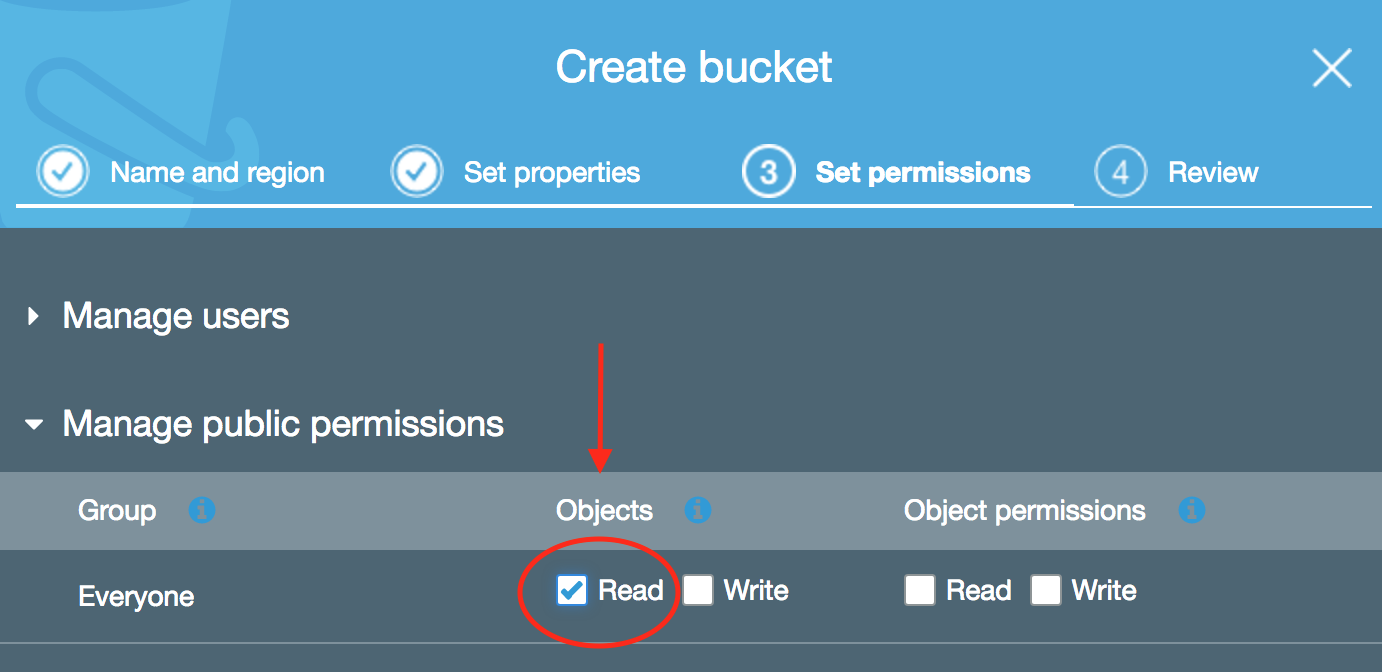 Create bucket
Name and region Set properties 3 Set permissions 4 Review
Manage users
Manage public permissions
Group Objects Object permissions
Everyone Read Write Read Write